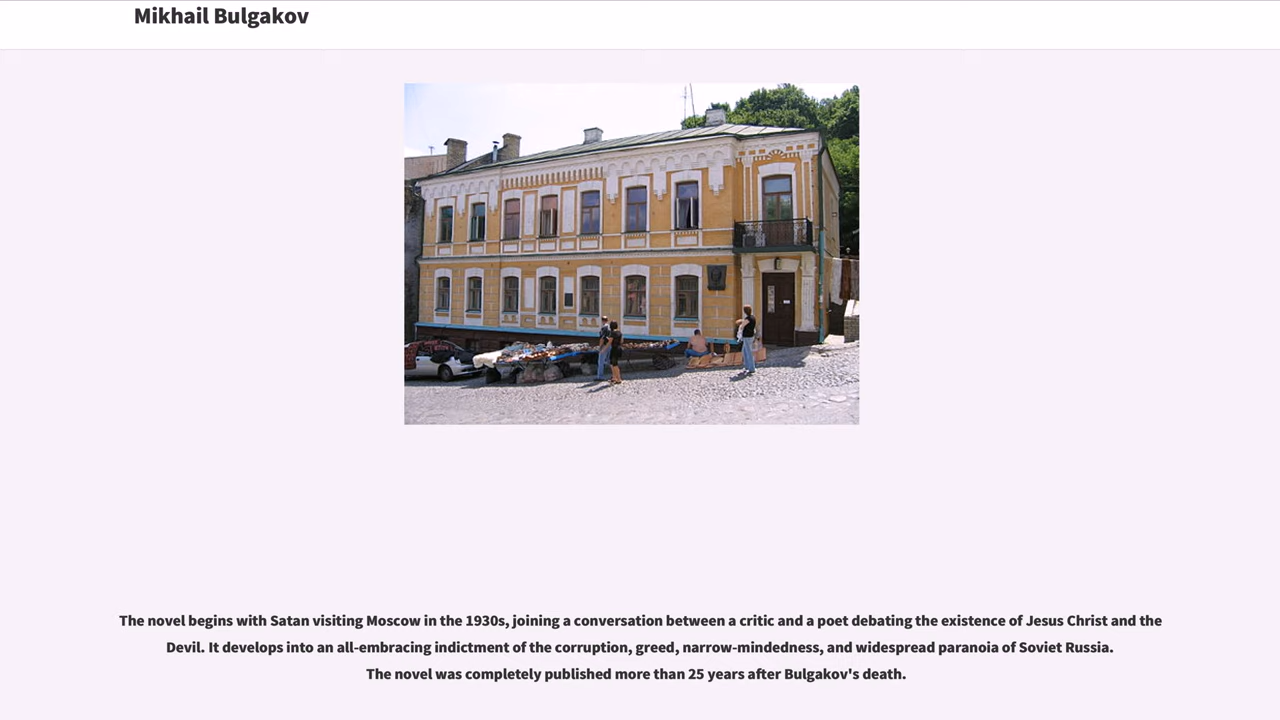 Mikhail Bulgakov
The novel begins with Satan visiting Moscow in the 1930s, joining a conversation between a critic and a poet debating the existence of Jesus Christ and the
Devil. It develops into an all-embracing indictment of the corruption, greed, narrow-mindedness, and widespread paranoia of Soviet Russia.
The novel was completely published more than 25 years after Bulgakov's death.